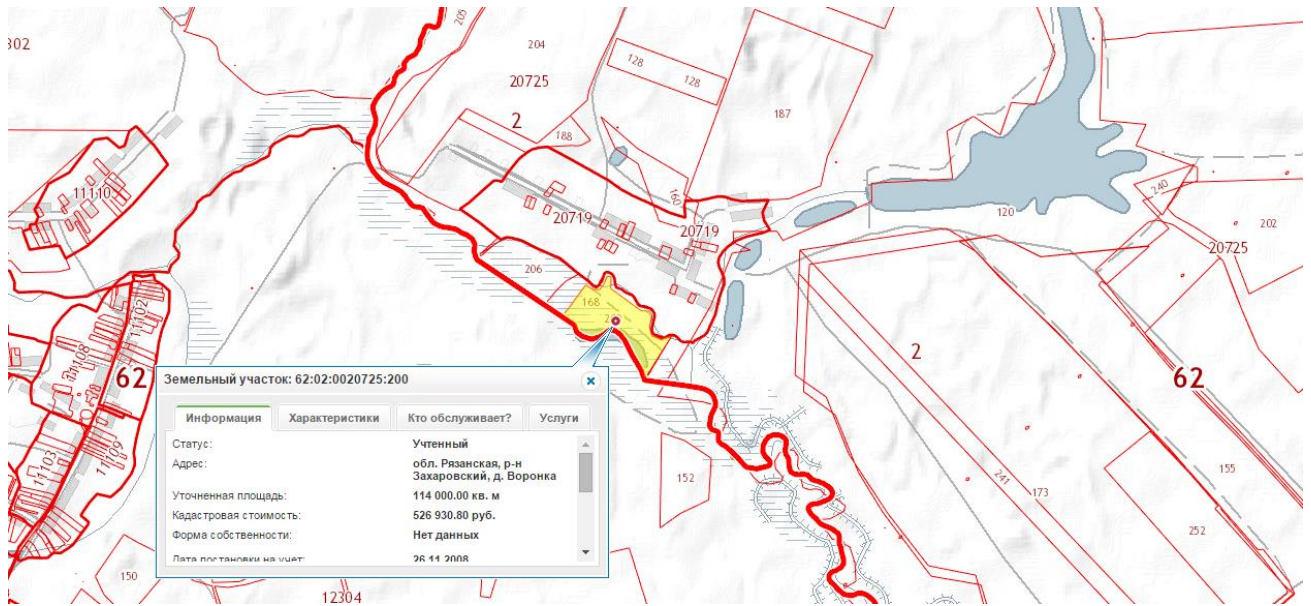 302
205
204
20725
128
128
187
2
188
11110
160
20719
20719
240
202
120
20725
206
168
11102
11108
62
2
62
11103
11109
Земельный участок: 62:02:0020725:200
Информация
Характеристики
Кто обслуживает?
Услуги
Статус: Учтенный
Адрес: обл. Рязанская, р-н
Захаровский, д. Воронка
Уточненная площадь: 114 000.00 кв. м
Кадастровая стоимость: 526 930.80 руб.
Форма собственности: Нет данных
Дата постановки на учет: 26.11.2008
152
241
173
155
252
150
12304